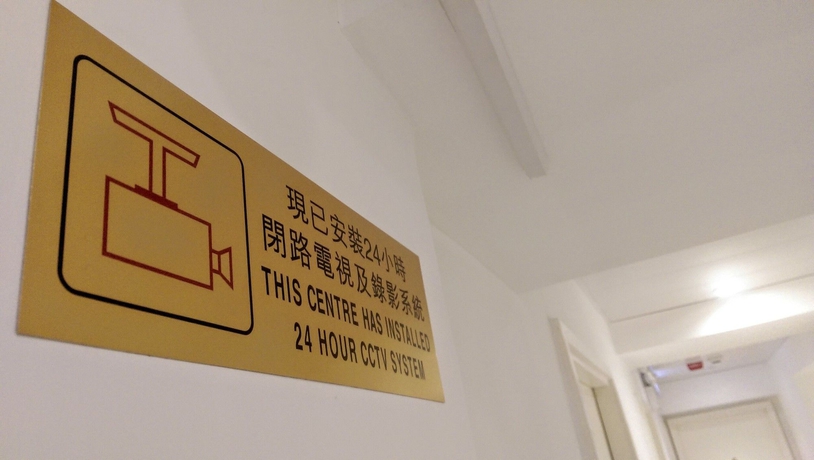 現已安裝24小時
閉路電視及錄影系統
THIS CENTRE HAS INSTALLED
24 HOUR CCTV SYSTEM